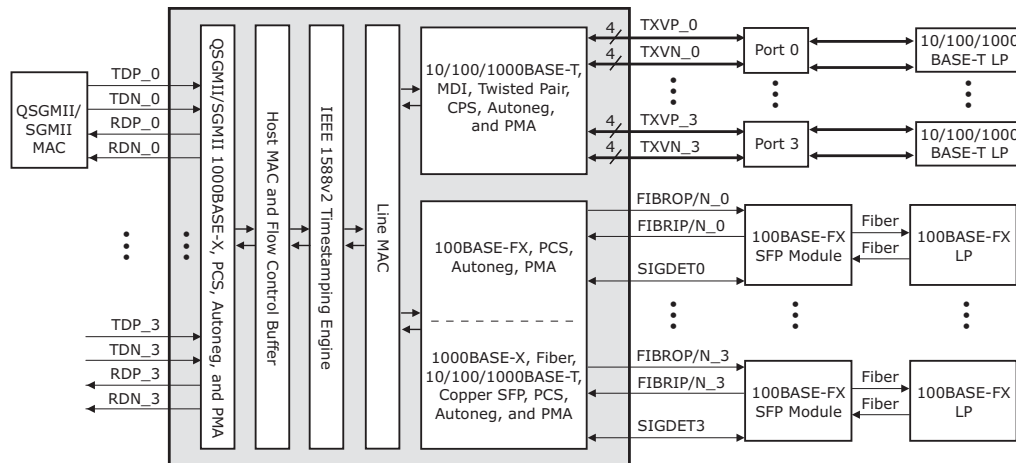 QSGMII/
SGMII
MAC
TDP_0
TDN_0
RDP_0
RDN_0
TDP_3
TDN_3
RDP_3
RDN_3
QSGMII/SGMII 1000BASE-X, PCS, Autoneg, and PMA
Host MAC and Flow Control Buffer
IEEE 1588v2 Timestamping Engine
Line MAC
10/100/1000BASE-T,
MDI, Twisted Pair,
CPS, Autoneg,
and PMA
100BASE-FX, PCS,
Autoneg, PMA
1000BASE-X, Fiber,
10/100/1000BASE-T,
Copper SFP, PCS,
Autoneg, and PMA
4
TXVP_0
4
TXVN_0
4
TXVP_3
4
TXVN_3
Port 0
Port 3
10/100/1000
BASE-T LP
10/100/1000
BASE-T LP
FIBROP/N_0
FIBRIP/N_0
SIGDET0
100BASE-FX
SFP Module
Fiber
Fiber
100BASE-FX
LP
FIBROP/N_3
FIBRIP/N_3
SIGDET3
100BASE-FX
SFP Module
Fiber
Fiber
100BASE-FX
LP